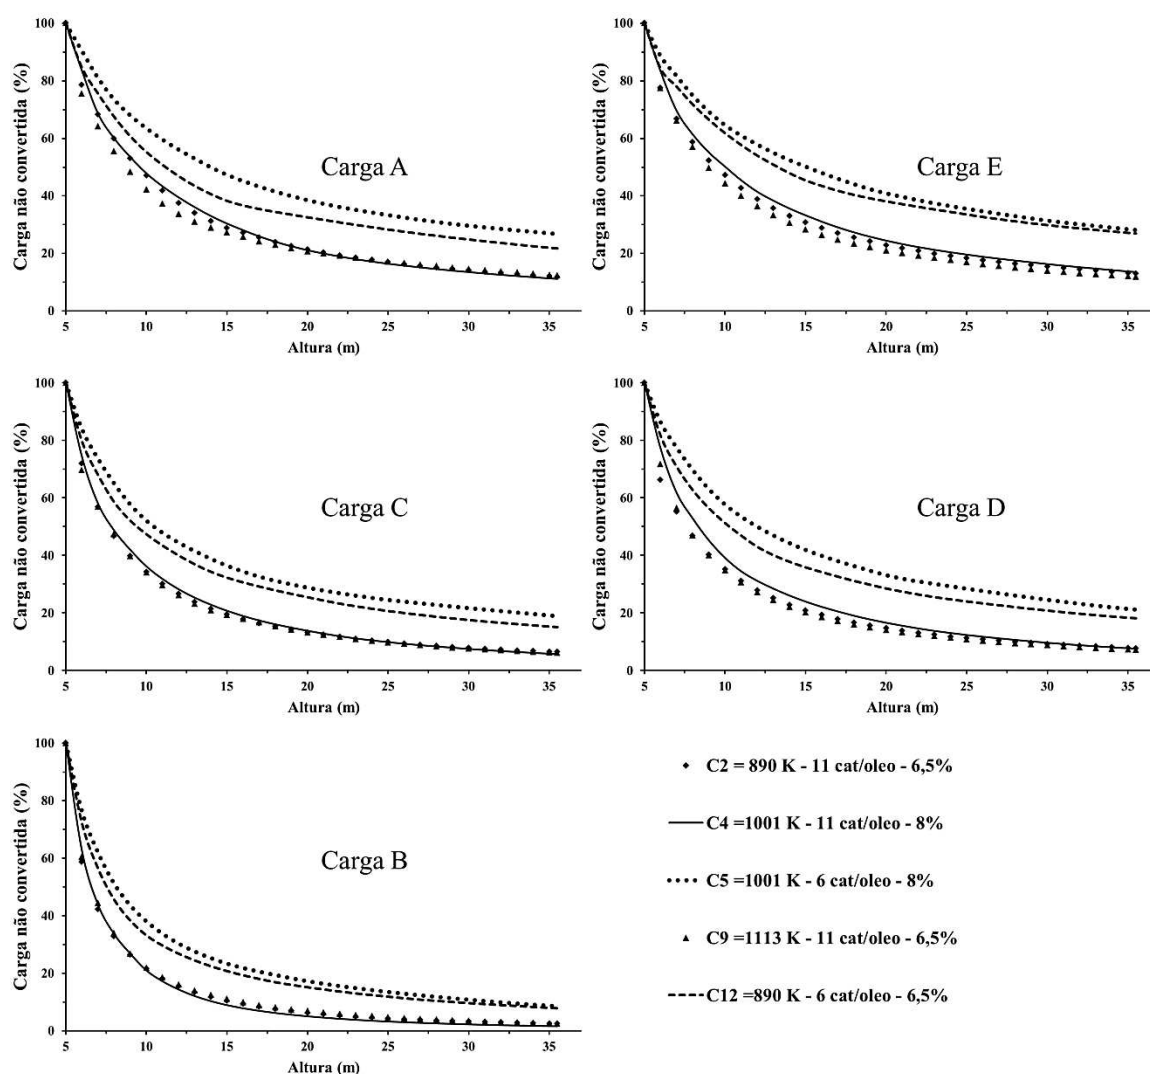 Carga não convertida (%)
100
80
60
40
20
0
Carga A
5 10 15 20 25 30 35
Altura (m)
Carga não convertida (%)
100
80
60
40
20
0
Carga E
5 10 15 20 25 30 35
Altura (m)
Carga não convertida (%)
100
80
60
40
20
0
Carga C
5 10 15 20 25 30 35
Altura (m)
Carga não convertida (%)
100
80
60
40
20
0
Carga D
5 10 15 20 25 30 35
Altura (m)
Carga não convertida (%)
100
80
60
40
20
0
Carga B
5 10 15 20 25 30 35
Altura (m)
C2 = 890 K - 11 cat/oleo - 6,5%
C4 =1001 K - 11 cat/oleo - 8%
C5 =1001 K - 6 cat/oleo - 8%
C9 =1113 K - 11 cat/oleo - 6,5%
C12 =890 K - 6 cat/oleo - 6,5%